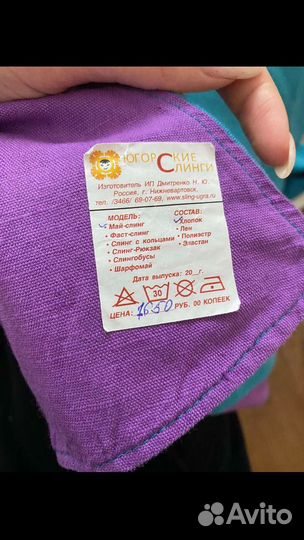 ЮГОРСКИЕ
СЛИНГИ
Изготовитель ИП Дмитренко Н. Ю.
Россия, г. Нижневартовск,
тел. /3466/ 69-07-69, www.sling-ugra.ru
МОДЕЛЬ:
• Май-слинг
• Фаст-слинг
• Слинг с кольцами
• Слинг-Рюкзак
• Слингобусы
• Шарфомай
СОСТАВ:
• Хлопок
• Лен
• Полиэстр
• Эластан
Дата выпуска: 20__г.
30
ЦЕНА: 1650 РУБ. 00 КОПЕЕК
Avito